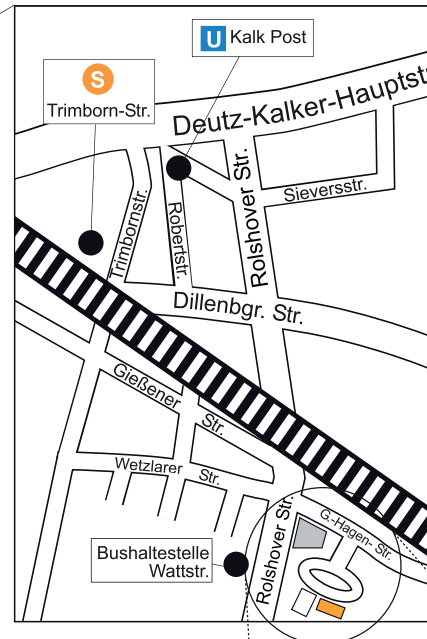 U Kalk Post
S
Trimborn-Str.
Deutz-Kalker-Hauptstr
Sieversstr.
Rolshover Str.
Trimbornstr.
Robertstr.
Dillenbgr. Str.
Gießener Str.
Wetzlarer Str.
G.-Hagen- Str.
Rolshover Str.
Bushaltestelle
Wattstr.